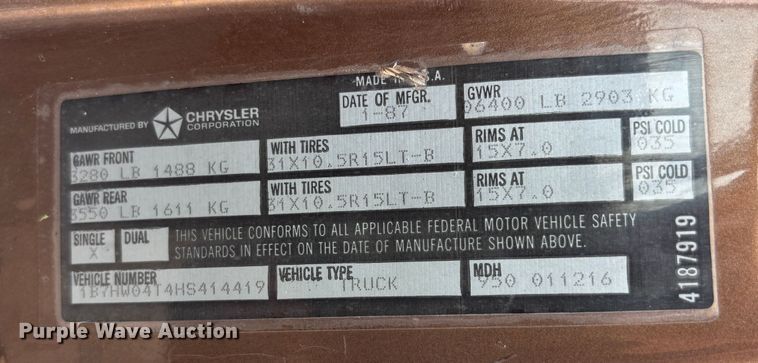 MADE IN U.S.A.
MANUFACTURED BY CHRYSLER CORPORATION
DATE OF MFGR. 1-87
GVWR 06400 LB 2903 KG
GAWR FRONT 3280 LB 1488 KG
WITH TIRES 31X10.5R15LT-B
RIMS AT 15X7.0
PSI COLD 035
GAWR REAR 3550 LB 1611 KG
WITH TIRES 31X10.5R15LT-B
RIMS AT 15X7.0
PSI COLD 035
SINGLE X
DUAL
THIS VEHICLE CONFORMS TO ALL APPLICABLE FEDERAL MOTOR VEHICLE SAFETY
STANDARDS IN EFFECT ON THE DATE OF MANUFACTURE SHOWN ABOVE.
VEHICLE NUMBER 1B7HW04T4HS414419
VEHICLE TYPE TRUCK
MDH 950 011216
4187919
Purple Wave Auction
Purple Wave Auction